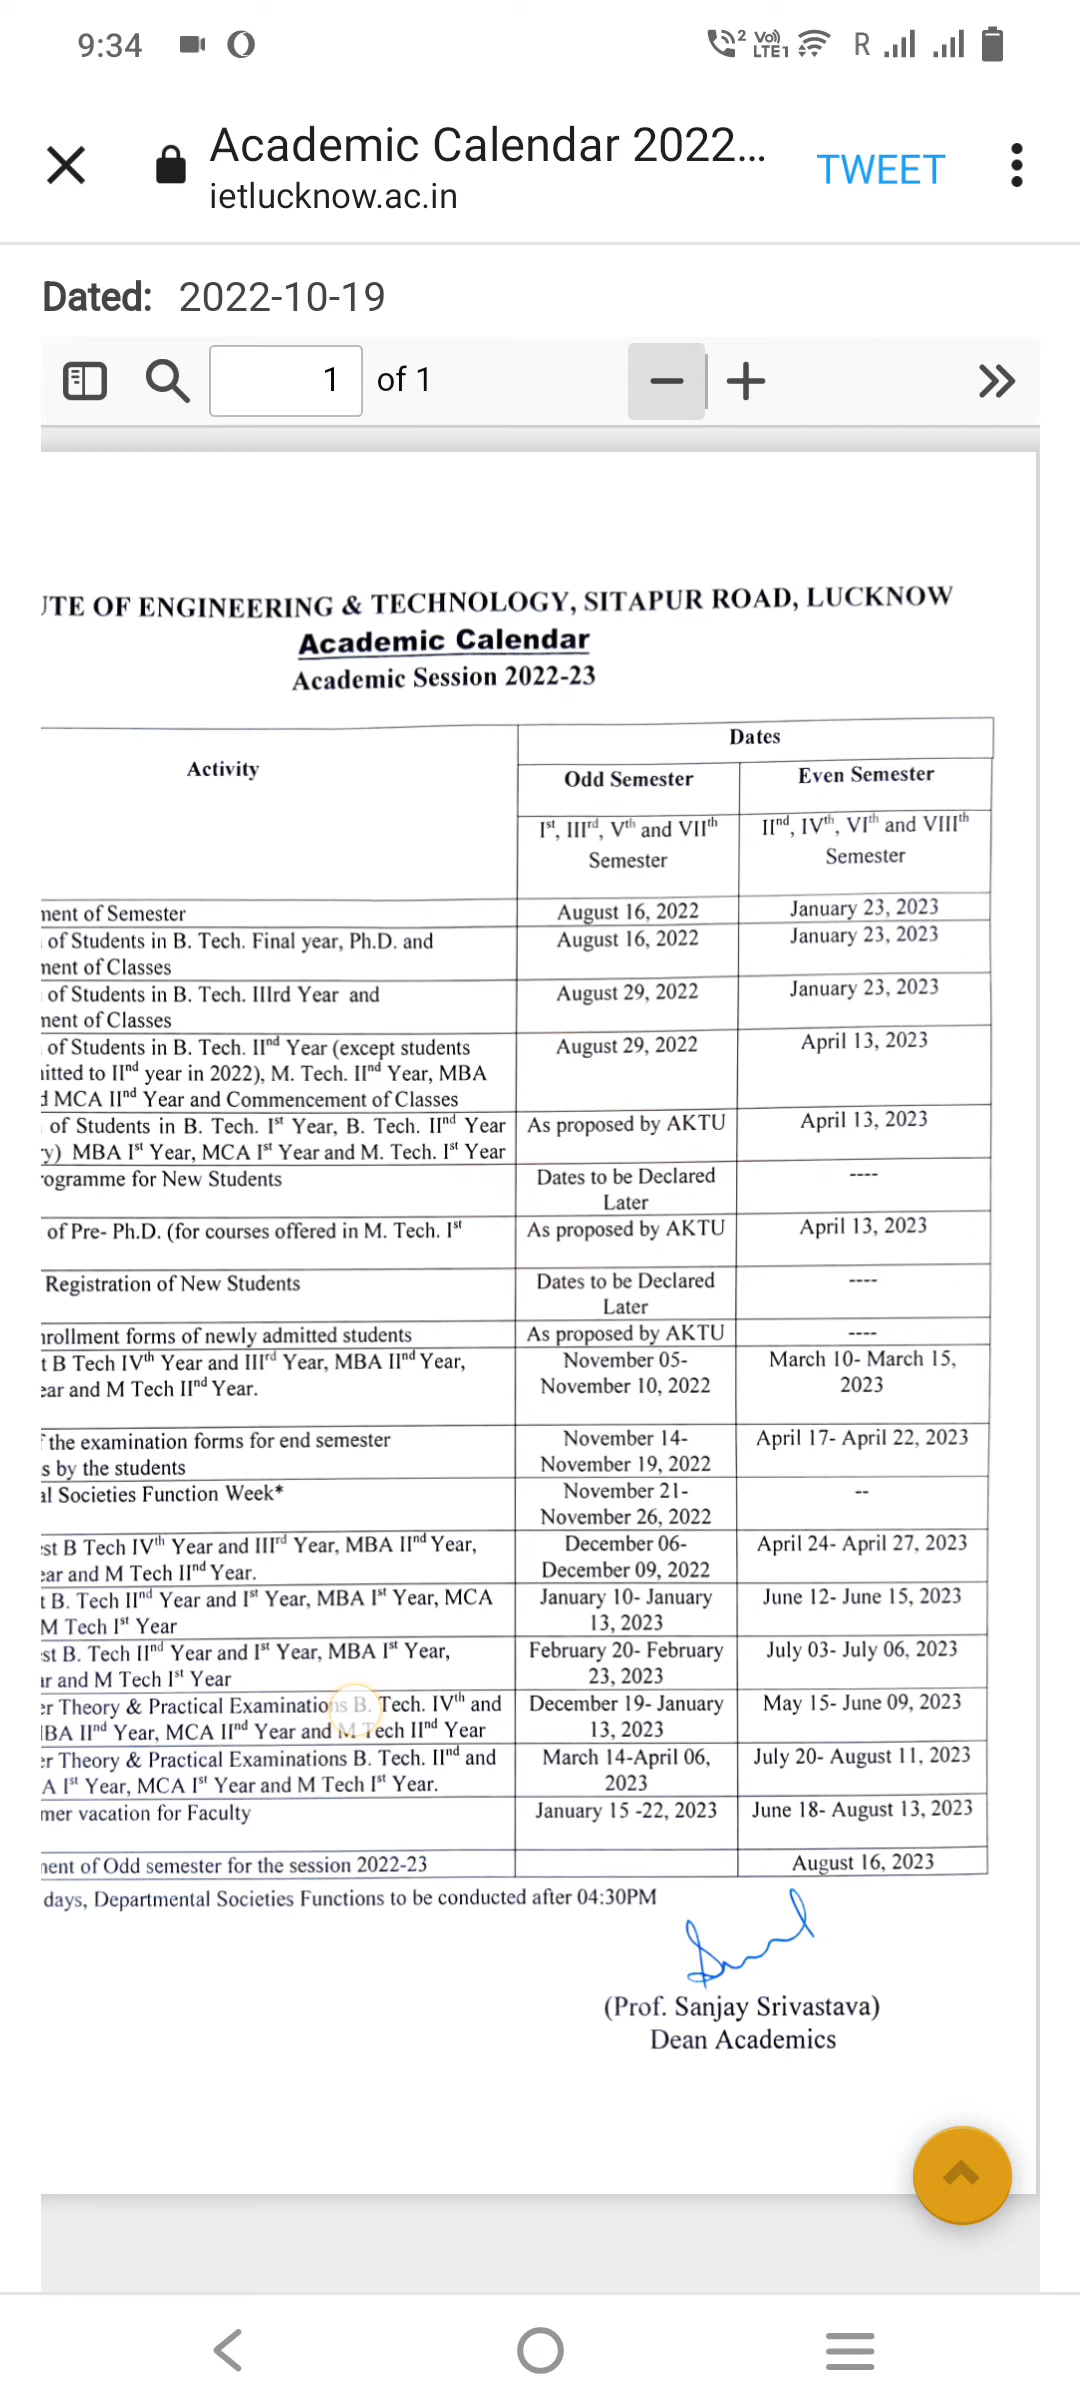 9:34
2 Vo) LTE1 R
Academic Calendar 2022...
ietlucknow.ac.in
TWEET
Dated: 2022-10-19
1 of 1
UTE OF ENGINEERING & TECHNOLOGY, SITAPUR ROAD, LUCKNOW
Academic Calendar
Academic Session 2022-23
Activity
Dates
Odd Semester
Even Semester
Ist, IIIrd, Vth and VIIth Semester
IInd, IVth, VIth and VIIIth Semester
ment of Semester August 16, 2022 January 23, 2023
of Students in B. Tech. Final year, Ph.D. and August 16, 2022 January 23, 2023
ment of Classes
of Students in B. Tech. IIIrd Year and August 29, 2022 January 23, 2023
ment of Classes
of Students in B. Tech. IInd Year (except students August 29, 2022 April 13, 2023
itted to IInd year in 2022), M. Tech. IInd Year, MBA
d MCA IInd Year and Commencement of Classes
of Students in B. Tech. Ist Year, B. Tech. IInd Year As proposed by AKTU April 13, 2023
y) MBA Ist Year, MCA Ist Year and M. Tech. Ist Year
rogramme for New Students Dates to be Declared ----
Later
of Pre- Ph.D. (for courses offered in M. Tech. Ist As proposed by AKTU April 13, 2023
Registration of New Students Dates to be Declared ----
Later
nrollment forms of newly admitted students As proposed by AKTU ----
t B Tech IVth Year and IIIrd Year, MBA IInd Year, November 05- March 10- March 15,
ear and M Tech IInd Year. November 10, 2022 2023
f the examination forms for end semester November 14- April 17- April 22, 2023
s by the students November 19, 2022
al Societies Function Week* November 21- --
November 26, 2022
est B Tech IVth Year and IIIrd Year, MBA IInd Year, December 06- April 24- April 27, 2023
ear and M Tech IInd Year. December 09, 2022
t B. Tech IInd Year and Ist Year, MBA Ist Year, MCA January 10- January June 12- June 15, 2023
M Tech Ist Year 13, 2023
st B. Tech IInd Year and Ist Year, MBA Ist Year, February 20- February July 03- July 06, 2023
ar and M Tech Ist Year 23, 2023
er Theory & Practical Examinations B. Tech. IVth and December 19- January May 15- June 09, 2023
IBA IInd Year, MCA IInd Year and M Tech IInd Year 13, 2023
er Theory & Practical Examinations B. Tech. IInd and March 14-April 06, July 20- August 11, 2023
A Ist Year, MCA Ist Year and M Tech Ist Year. 2023
mer vacation for Faculty January 15 -22, 2023 June 18- August 13, 2023
ment of Odd semester for the session 2022-23 August 16, 2023
days, Departmental Societies Functions to be conducted after 04:30PM
(Prof. Sanjay Srivastava)
Dean Academics